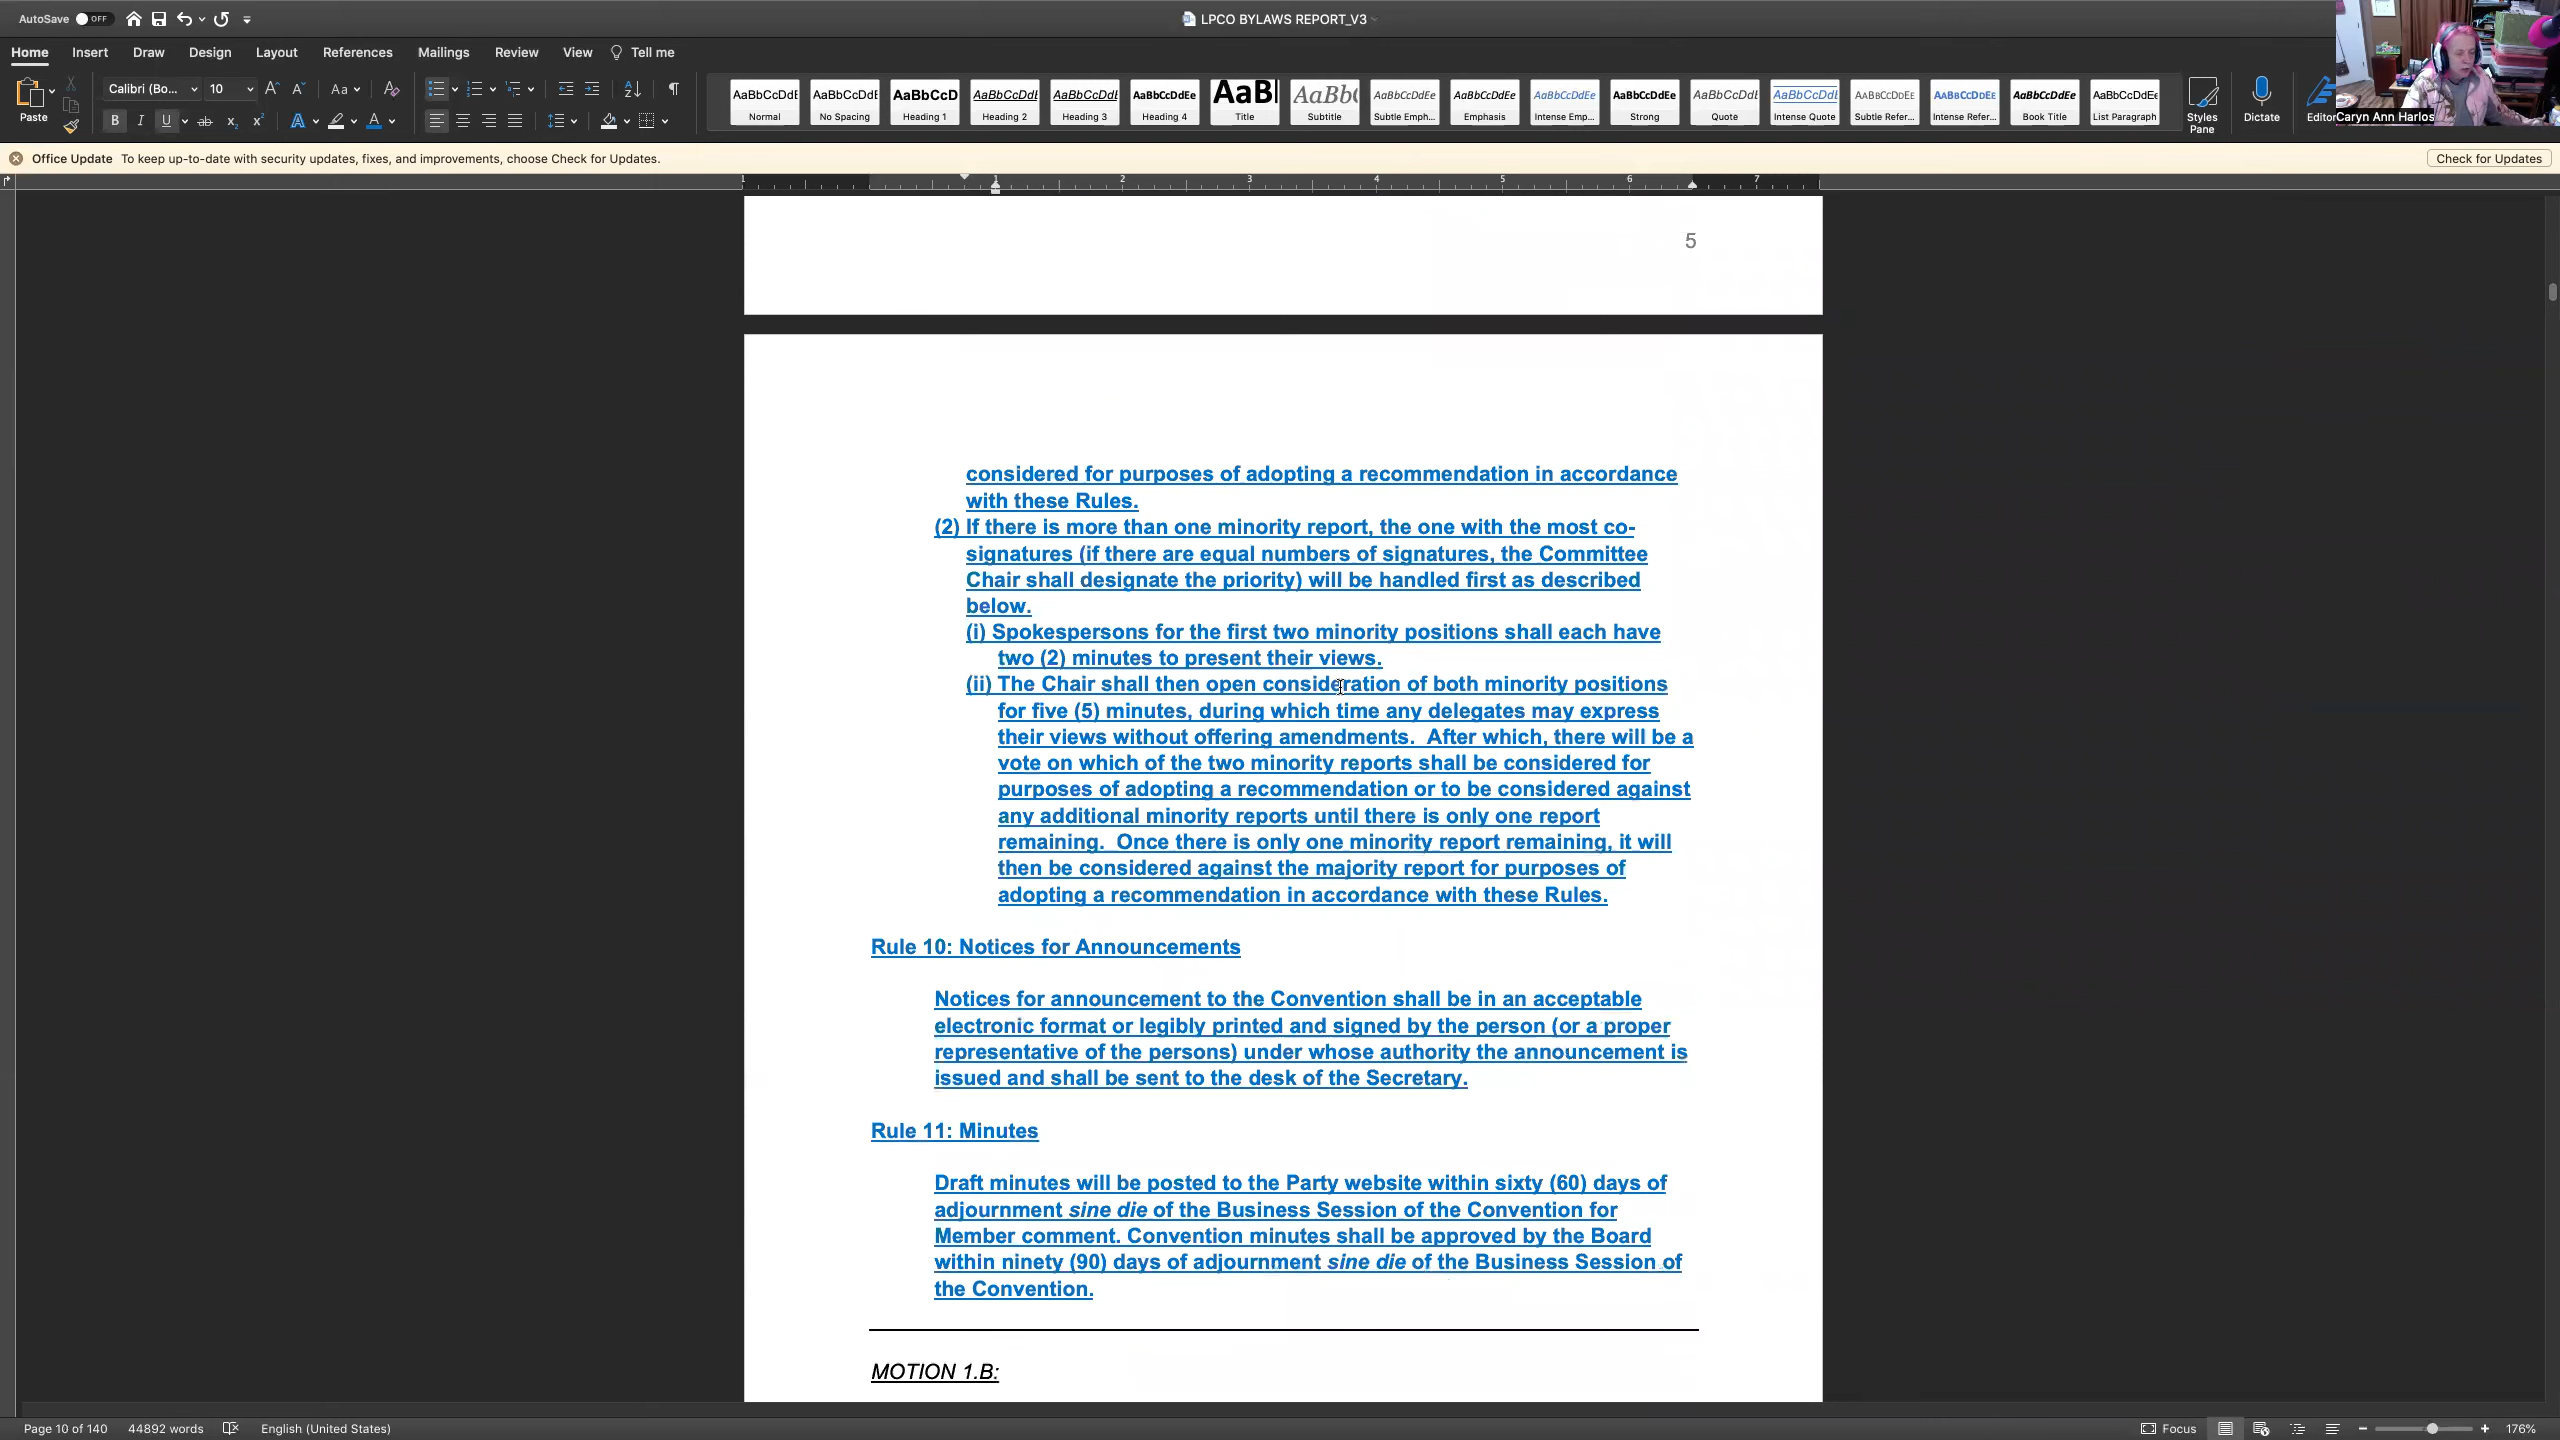 AutoSave OFF
LPCO BYLAWS REPORT_V3
Home Insert Draw Design Layout References Mailings Review View Tell me
Paste
Calibri (Bo... 10
AaBbCcDdE Normal
AaBbCcDdE No Spacing
AaBbCcD Heading 1
AaBbCcDdE Heading 2
AaBbCcDdE Heading 3
AaBbCcDdEe Heading 4
AaB Title
AaBb( Subtitle
AaBbCcDdEe Subtle Emph...
AaBbCcDdEe Emphasis
AaBbCcDdEe Intense Emp...
AaBbCcDdEe Strong
AaBbCcDdE Quote
AaBbCcDdE Intense Quote
AaBbCcDdEe Subtle Refer...
AaBbCcDdEe Intense Refer...
AaBbCcDdEe Book Title
AaBbCcDdEe List Paragraph
Styles Pane
Dictate
Editor
Caryn Ann Harlos
Office Update To keep up-to-date with security updates, fixes, and improvements, choose Check for Updates.
Check for Updates
1 1 2 3 4 5 6 7
5
considered for purposes of adopting a recommendation in accordance
with these Rules.
(2) If there is more than one minority report, the one with the most co-
signatures (if there are equal numbers of signatures, the Committee
Chair shall designate the priority) will be handled first as described
below.
(i) Spokespersons for the first two minority positions shall each have
two (2) minutes to present their views.
(ii) The Chair shall then open consideration of both minority positions
for five (5) minutes, during which time any delegates may express
their views without offering amendments.  After which, there will be a
vote on which of the two minority reports shall be considered for
purposes of adopting a recommendation or to be considered against
any additional minority reports until there is only one report
remaining.  Once there is only one minority report remaining, it will
then be considered against the majority report for purposes of
adopting a recommendation in accordance with these Rules.
Rule 10: Notices for Announcements
Notices for announcement to the Convention shall be in an acceptable
electronic format or legibly printed and signed by the person (or a proper
representative of the persons) under whose authority the announcement is
issued and shall be sent to the desk of the Secretary.
Rule 11: Minutes
Draft minutes will be posted to the Party website within sixty (60) days of
adjournment sine die of the Business Session of the Convention for
Member comment. Convention minutes shall be approved by the Board
within ninety (90) days of adjournment sine die of the Business Session of
the Convention.
MOTION 1.B:
Page 10 of 140 44892 words English (United States) Focus 176%